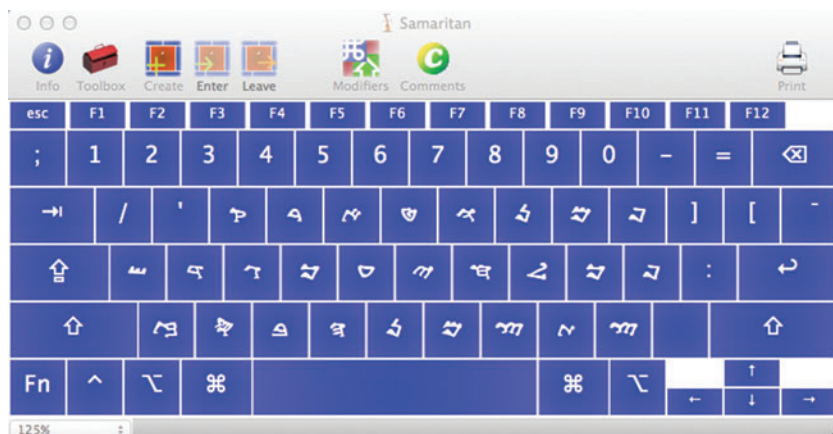 Samaritan
Info Toolbox Create Enter Leave Modifiers Comments Print
esc F1 F2 F3 F4 F5 F6 F7 F8 F9 F10 F11 F12
; 1 2 3 4 5 6 7 8 9 0 - = ⌫
⇥ / ' ࠒ ࠓ ࠀ ࠈ ࠅ ࠍ ࠌ ࠐ ] [ ¯
⇪ ࠔ ࠃ ࠂ ࠊ ࠏ ࠉ ࠇ ࠋ ࠊ ࠐ : ↩
⇧ ࠆ ࠎ ࠁ ࠄ ࠍ ࠌ ࠑ ࠕ ࠑ ⇧
Fn ^ ⌥ ⌘ ⌘ ⌥ ← ↑ ↓ →
125%